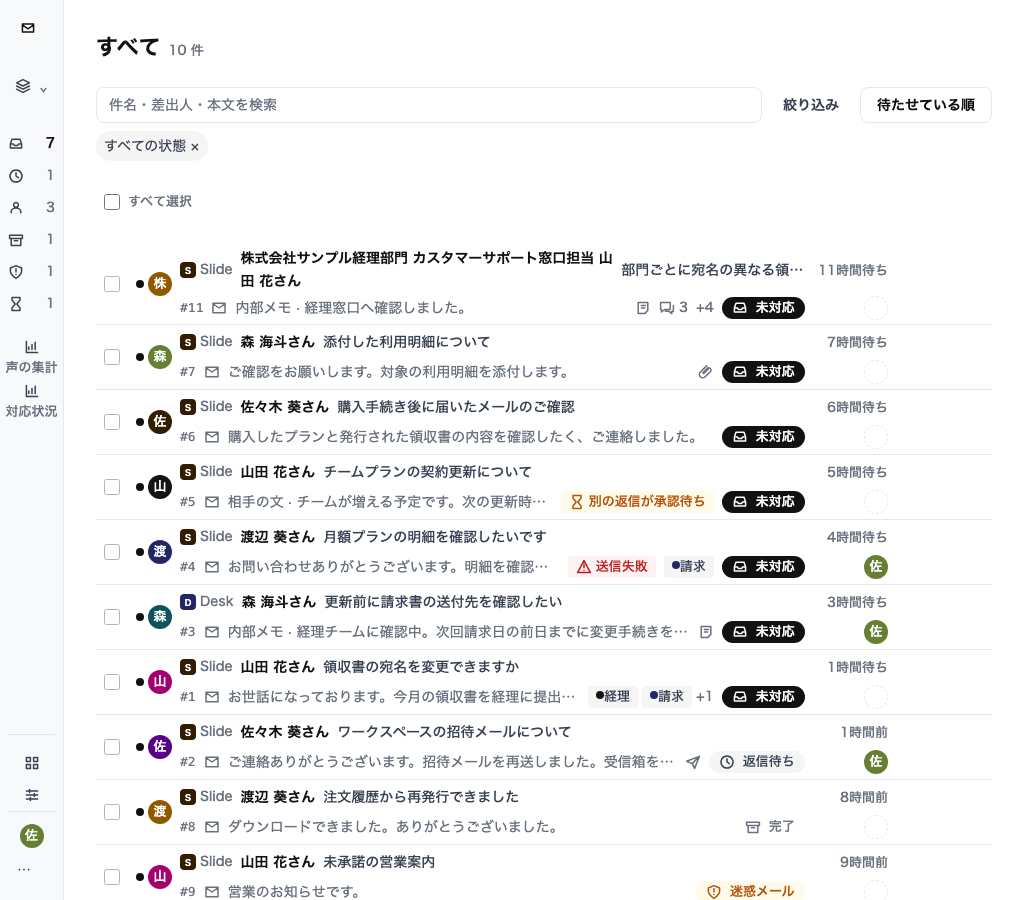 すべて 10 件
件名・差出人・本文を検索
絞り込み
待たせている順
すべての状態 ×
7
1
3
1
1
1
声の集計
対応状況
佐
…
すべて選択
株 S Slide 株式会社サンプル経理部門 カスタマーサポート窓口担当 山田 花さん 部門ごとに宛名の異なる領… 11時間待ち
#11 内部メモ · 経理窓口へ確認しました。 3 +4 未対応
森 S Slide 森 海斗さん 添付した利用明細について 7時間待ち
#7 ご確認をお願いします。対象の利用明細を添付します。 未対応
佐 S Slide 佐々木 葵さん 購入手続き後に届いたメールのご確認 6時間待ち
#6 購入したプランと発行された領収書の内容を確認したく、ご連絡しました。 未対応
山 S Slide 山田 花さん チームプランの契約更新について 5時間待ち
#5 相手の文 · チームが増える予定です。次の更新時… 別の返信が承認待ち 未対応
渡 S Slide 渡辺 葵さん 月額プランの明細を確認したいです 4時間待ち
#4 お問い合わせありがとうございます。明細を確認… 送信失敗 請求 未対応 佐
森 D Desk 森 海斗さん 更新前に請求書の送付先を確認したい 3時間待ち
#3 内部メモ · 経理チームに確認中。次回請求日の前日までに変更手続きを… 未対応 佐
山 S Slide 山田 花さん 領収書の宛名を変更できますか 1時間待ち
#1 お世話になっております。今月の領収書を経理に提出… 経理 請求 +1 未対応
佐 S Slide 佐々木 葵さん ワークスペースの招待メールについて 1時間前
#2 ご連絡ありがとうございます。招待メールを再送しました。受信箱を… 返信待ち 佐
渡 S Slide 渡辺 葵さん 注文履歴から再発行できました 8時間前
#8 ダウンロードできました。ありがとうございました。 完了
山 S Slide 山田 花さん 未承諾の営業案内 9時間前
#9 営業のお知らせです。 迷惑メール